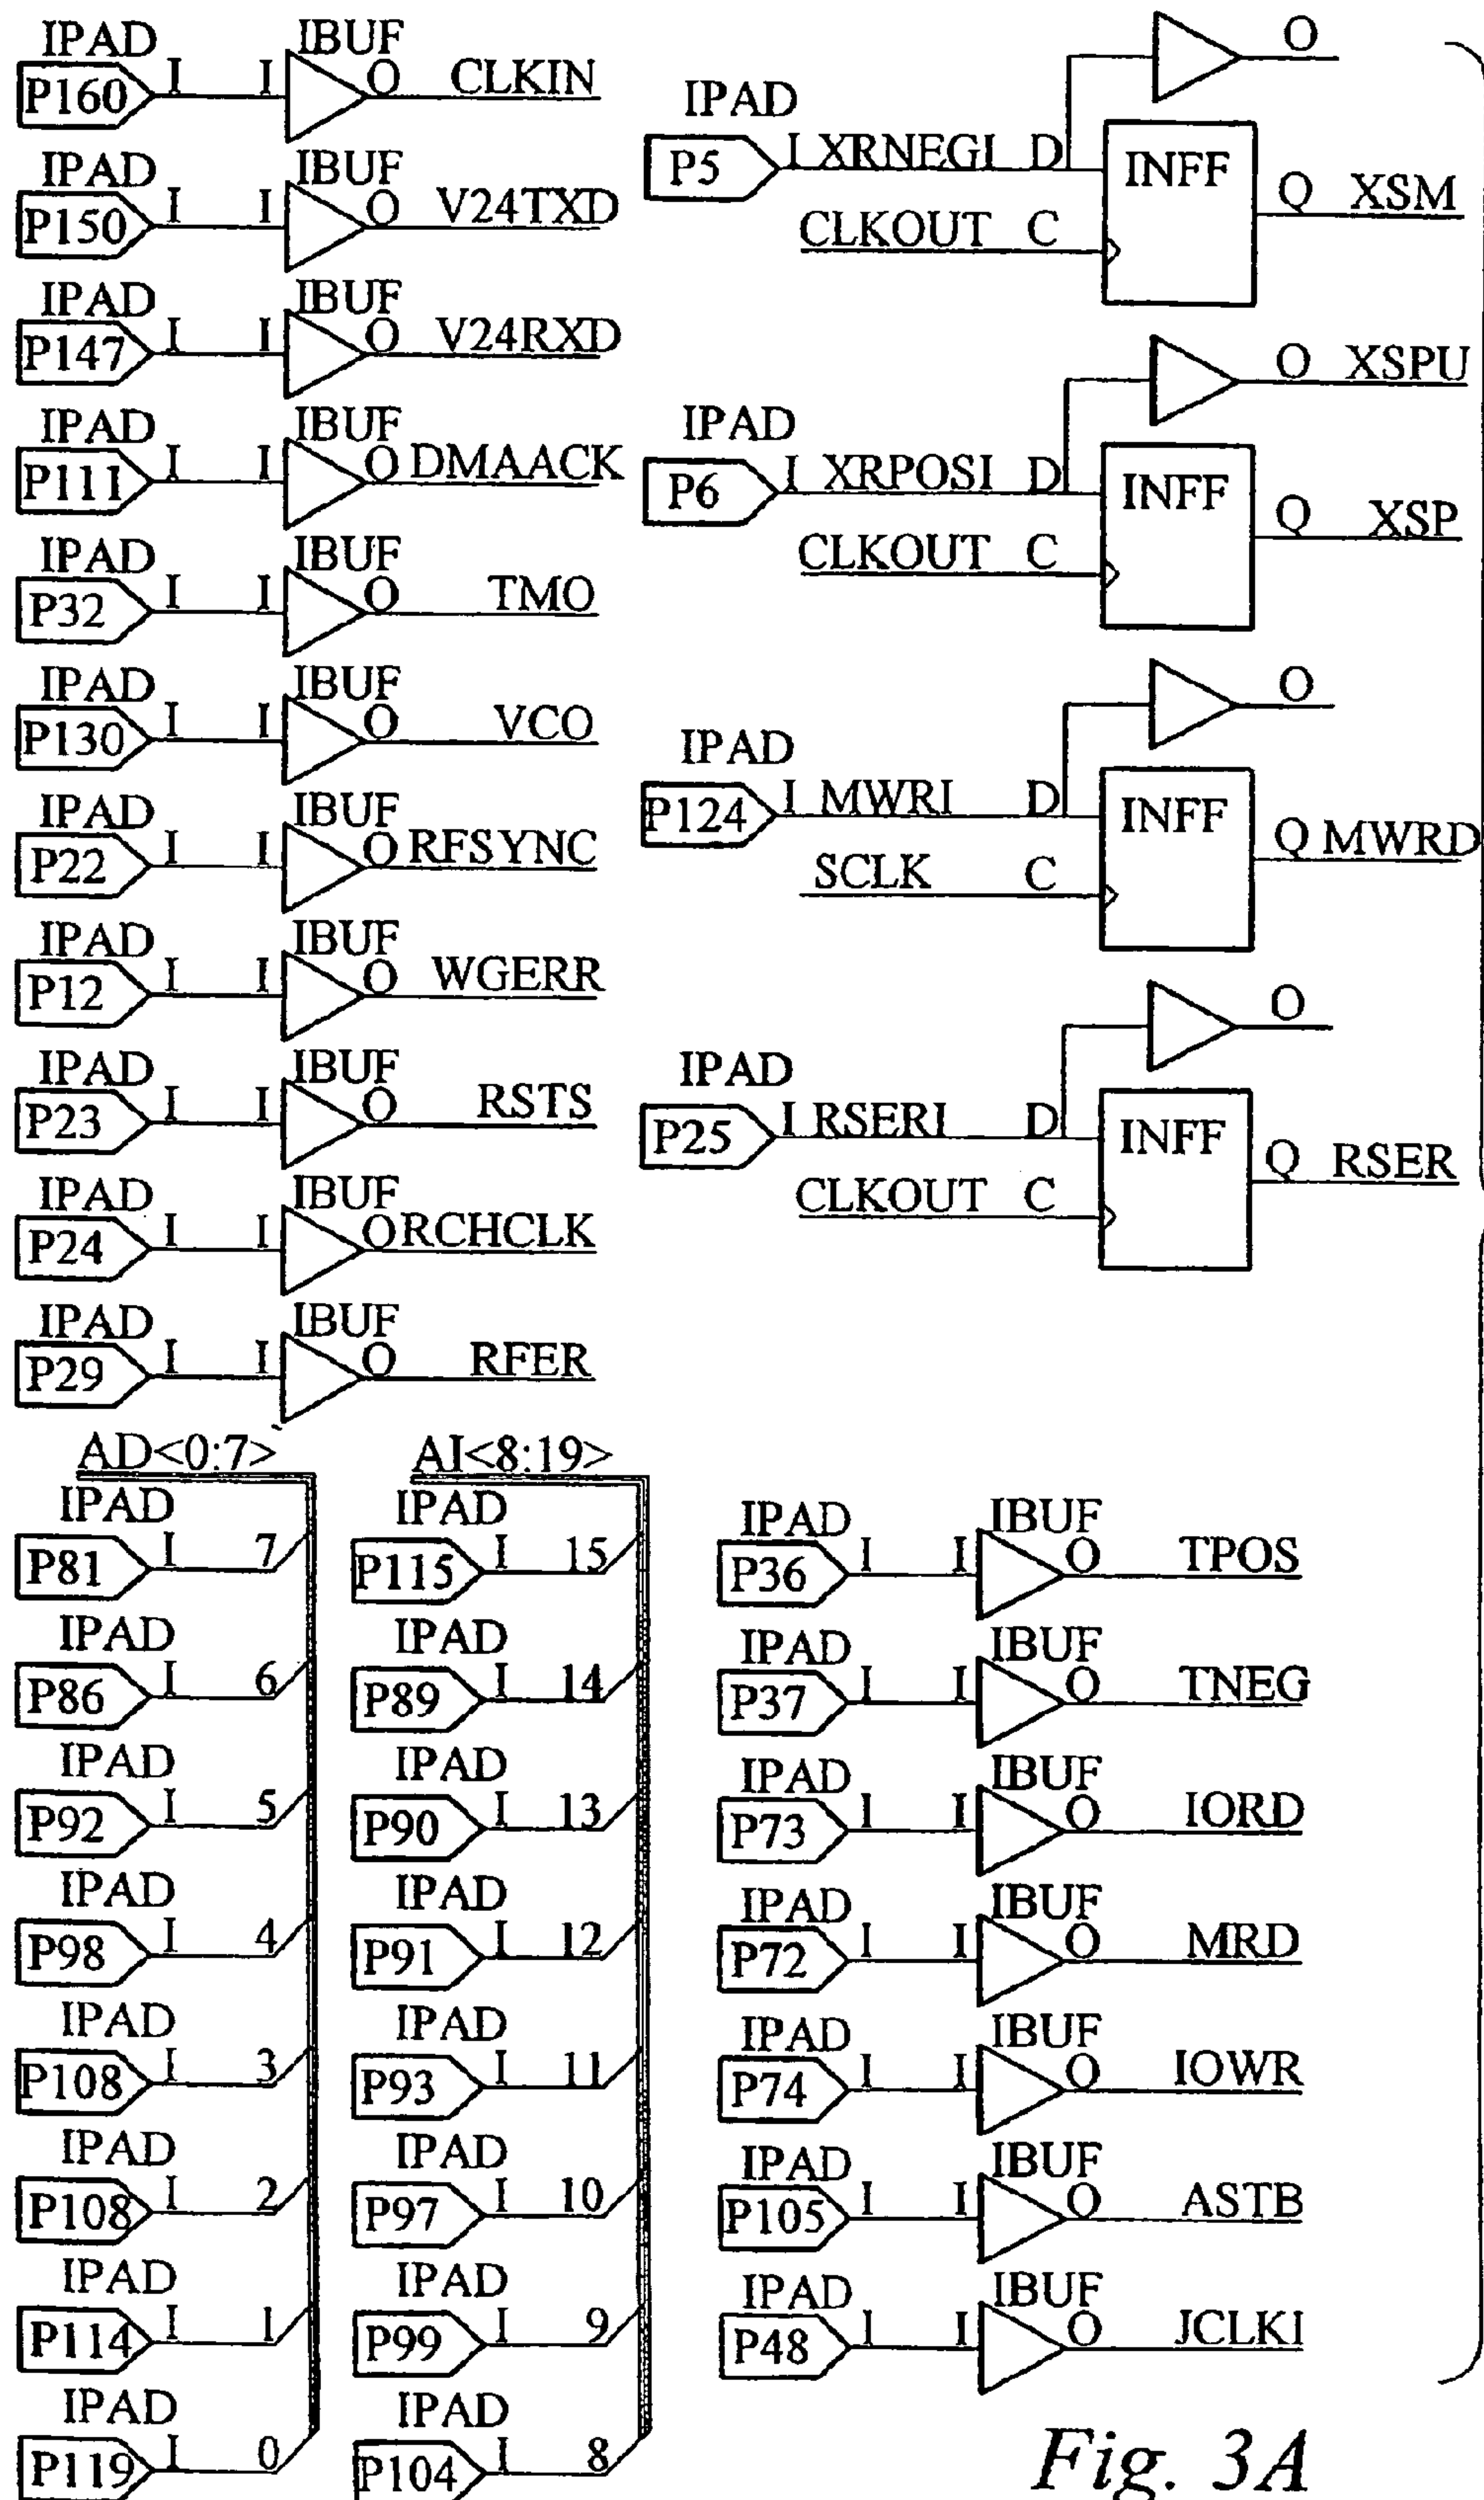 IPAD IBUF
P160 I I O CLKIN
IPAD IBUF
P150 I I O V24TXD
IPAD IBUF
P147 I I O V24RXD
IPAD IBUF
P111 I I O DMAACK
IPAD IBUF
P32 I I O TMO
IPAD IBUF
P130 I I O VCO
IPAD IBUF
P22 I I O RFSYNC
IPAD IBUF
P12 I I O WGERR
IPAD IBUF
P23 I I O RSTS
IPAD IBUF
P24 I I O RCHCLK
IPAD IBUF
P29 I I O RFER
O
IPAD
P5 I XRNEGI D INFF
CLKOUT C Q XSM
O XSPU
IPAD
P6 I XRPOSI D INFF
CLKOUT C Q XSP
O
IPAD
P124 I MWRI D INFF
SCLK C Q MWRD
O
IPAD
P25 I RSERI D INFF
CLKOUT C Q RSER
AD<0:7>
IPAD
P81 I 7
IPAD
P86 I 6
IPAD
P92 I 5
IPAD
P98 I 4
IPAD
P108 I 3
IPAD
P108 I 2
IPAD
P114 I 1
IPAD
P119 I 0
AI<8:19>
IPAD
P115 I 15
IPAD
P89 I 14
IPAD
P90 I 13
IPAD
P91 I 12
IPAD
P93 I 11
IPAD
P97 I 10
IPAD
P99 I 9
IPAD
P104 I 8
IPAD IBUF
P36 I I O TPOS
IPAD IBUF
P37 I I O TNEG
IPAD IBUF
P73 I I O IORD
IPAD IBUF
P72 I I O MRD
IPAD IBUF
P74 I I O IOWR
IPAD IBUF
P105 I I O ASTB
IPAD IBUF
P48 I I O JCLKI
Fig. 3A